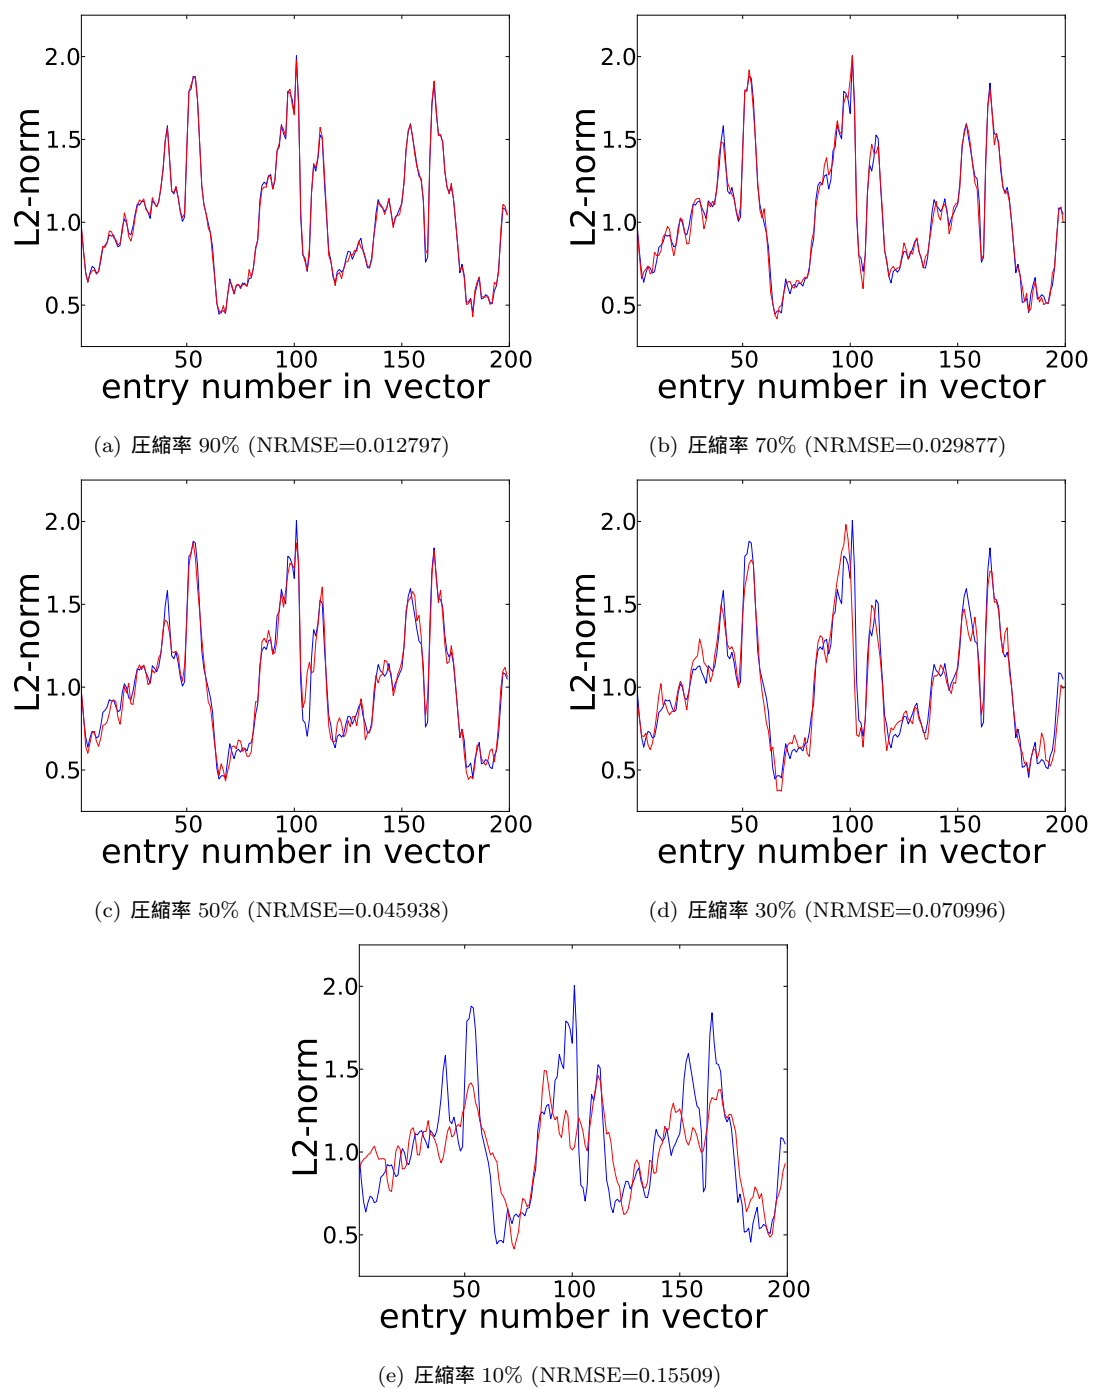 L2-norm
2.0
1.5
1.0
0.5
50 100 150 200
entry number in vector
(a) 圧縮率 90% (NRMSE=0.012797)
L2-norm
2.0
1.5
1.0
0.5
50 100 150 200
entry number in vector
(b) 圧縮率 70% (NRMSE=0.029877)
L2-norm
2.0
1.5
1.0
0.5
50 100 150 200
entry number in vector
(c) 圧縮率 50% (NRMSE=0.045938)
L2-norm
2.0
1.5
1.0
0.5
50 100 150 200
entry number in vector
(d) 圧縮率 30% (NRMSE=0.070996)
L2-norm
2.0
1.5
1.0
0.5
50 100 150 200
entry number in vector
(e) 圧縮率 10% (NRMSE=0.15509)